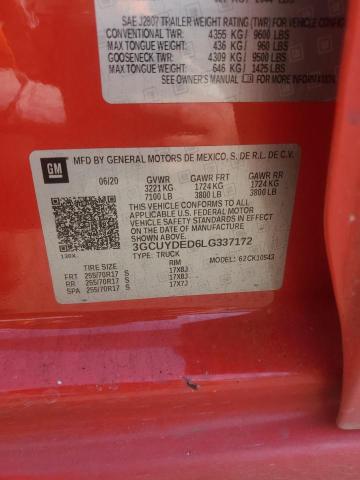 SAE J2807 TRAILER WEIGHT RATING (TWR) FOR VEHICLE
CONVENTIONAL TWR: 4355 KG/ 9600 LBS
MAX TONGUE WT: 436 KG/ 960 LBS
GOOSENECK TWR: 4309 KG/ 9500 LBS
MAX TONGUE WT: 646 KG/ 1425 LBS
SEE OWNER'S MANUAL FOR MORE INFORMATION
GM MFD BY GENERAL MOTORS DE MEXICO, S. DE R.L. DE C.V.
06/20 GVWR GAWR FRT GAWR RR
3221 KG 1724 KG 1724 KG
7100 LB 3800 LB 3800 LB
THIS VEHICLE CONFORMS TO ALL APPLICABLE
U.S. FEDERAL MOTOR VEHICLE SAFETY
AND THEFT PREVENTION STANDARDS IN
EFFECT ON THE DATE OF
MANUFACTURE SHOWN ABOVE.
3GCUYDED6LG337172
TYPE: TRUCK MODEL: 62CK10543
TIRE SIZE RIM
FRT 255/70R17 S 17X8J
RR 255/70R17 S 17X8J
SPA 255/70R17 S 17X7J